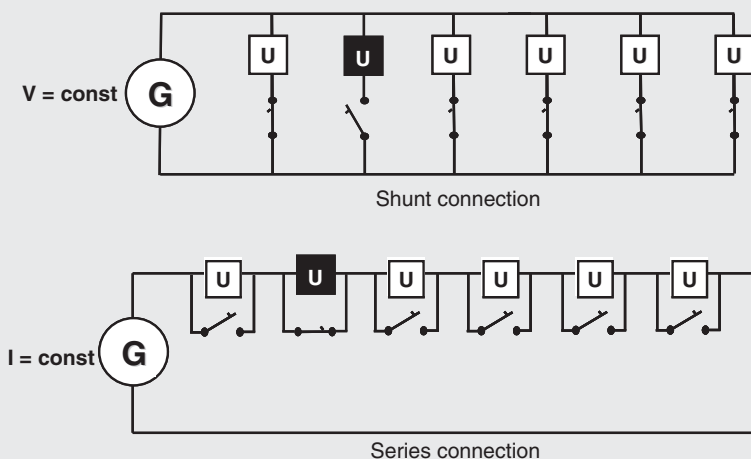 U U U U U U
V = const G
Shunt connection
U U U U U U
I = const G
Series connection